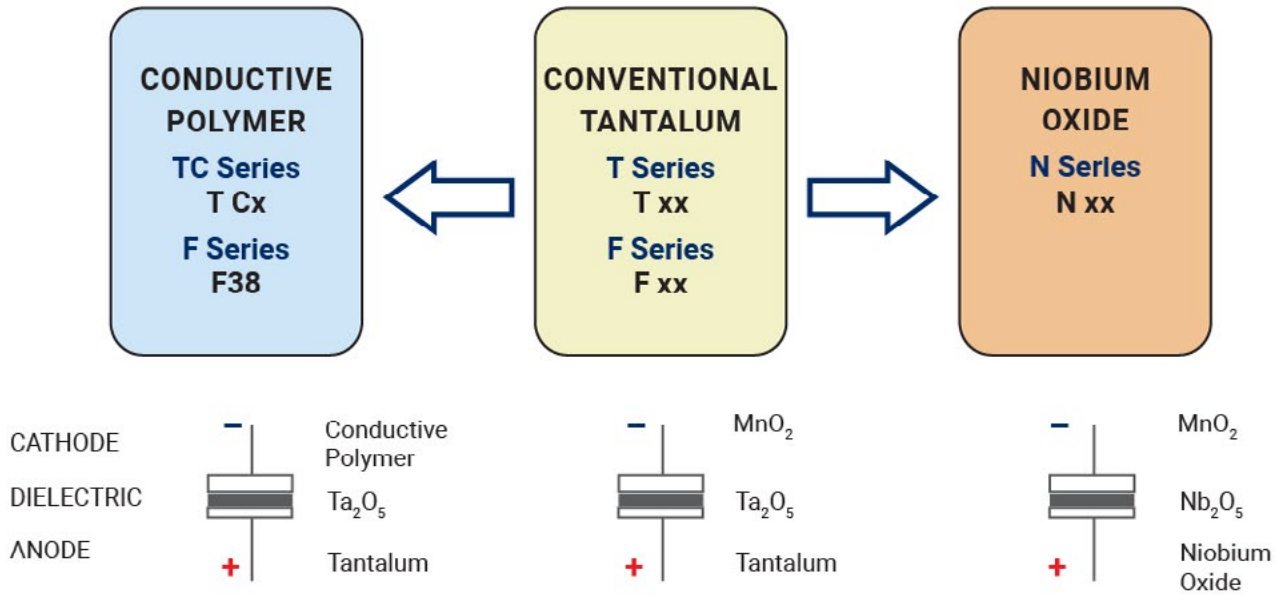 CONDUCTIVE
POLYMER
TC Series
T Cx
F Series
F38
CONVENTIONAL
TANTALUM
T Series
T xx
F Series
F xx
NIOBIUM
OXIDE
N Series
N xx
CATHODE
DIELECTRIC
ANODE
−
Conductive
Polymer
Ta₂O₅
+
Tantalum
−
MnO₂
Ta₂O₅
+
Tantalum
−
MnO₂
Nb₂O₅
+
Niobium
Oxide